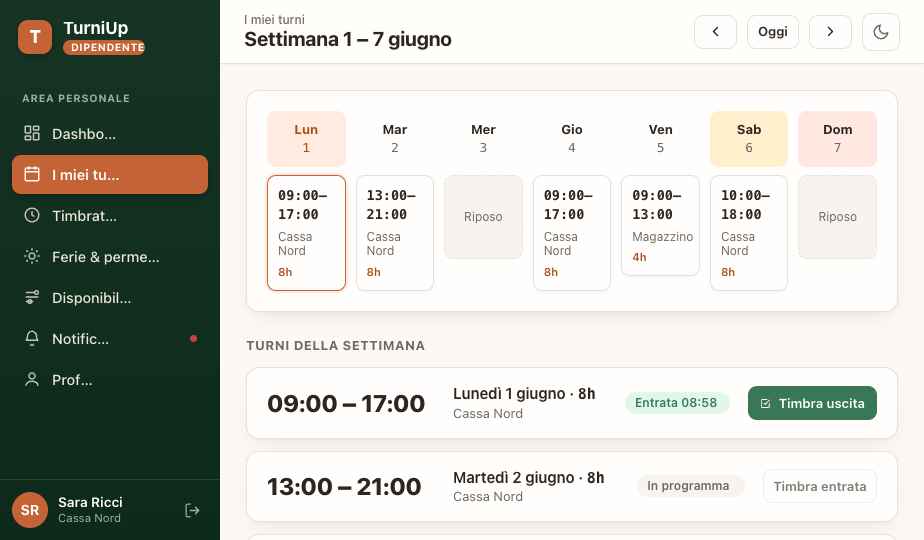 T
TurniUp
DIPENDENTE
AREA PERSONALE
Dashbo...
I miei tu...
Timbrat...
Ferie & perme...
Disponibil...
Notific...
Prof...
SR
Sara Ricci
Cassa Nord
I miei turni
Settimana 1 – 7 giugno
Oggi
Lun
1
Mar
2
Mer
3
Gio
4
Ven
5
Sab
6
Dom
7
09:00–
17:00
Cassa
Nord
8h
13:00–
21:00
Cassa
Nord
8h
Riposo
09:00–
17:00
Cassa
Nord
8h
09:00–
13:00
Magazzino
4h
10:00–
18:00
Cassa
Nord
8h
Riposo
TURNI DELLA SETTIMANA
09:00 – 17:00
Lunedì 1 giugno · 8h
Cassa Nord
Entrata 08:58
Timbra uscita
13:00 – 21:00
Martedì 2 giugno · 8h
Cassa Nord
In programma
Timbra entrata